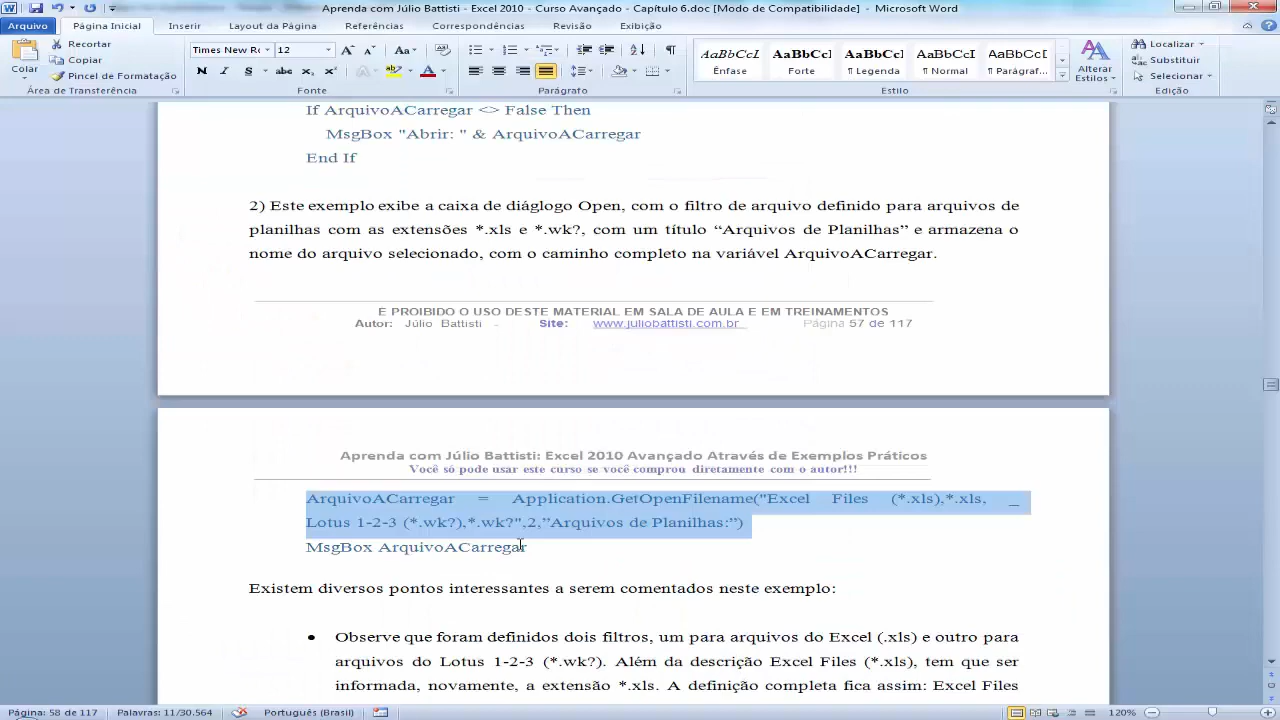 Aprenda com Júlio Battisti - Excel 2010 - Curso Avançado - Capítulo 6.doc [Modo de Compatibilidade] - Microsoft Word
Arquivo Página Inicial Inserir Layout da Página Referências Correspondências Revisão Exibição
Colar
Recortar
Copiar
Pincel de Formatação
Área de Transferência
Times New Ro 12
N I S abc x, x²
Fonte
Parágrafo
AaBbCcI AaBbCcI AaBbCcI AaBbCcI AaBbCcI
Ênfase Forte ¶ Legenda ¶ Normal ¶ Parágraf...
Alterar
Estilos
Estilo
Localizar
Substituir
Selecionar
Edição
If ArquivoACarregar <> False Then
MsgBox "Abrir: " & ArquivoACarregar
End If
2) Este exemplo exibe a caixa de diáglogo Open, com o filtro de arquivo definido para arquivos de
planilhas com as extensões *.xls e *.wk?, com um título “Arquivos de Planilhas” e armazena o
nome do arquivo selecionado, com o caminho completo na variável ArquivoACarregar.
É PROIBIDO O USO DESTE MATERIAL EM SALA DE AULA E EM TREINAMENTOS
Autor: Júlio Battisti - Site: www.juliobattisti.com.br Página 57 de 117
Aprenda com Júlio Battisti: Excel 2010 Avançado Através de Exemplos Práticos
Você só pode usar este curso se você comprou diretamente com o autor!!!
ArquivoACarregar = Application.GetOpenFilename("Excel Files (*.xls),*.xls, _
Lotus 1-2-3 (*.wk?),*.wk?",2,”Arquivos de Planilhas:”)
MsgBox ArquivoACarregar
Existem diversos pontos interessantes a serem comentados neste exemplo:
• Observe que foram definidos dois filtros, um para arquivos do Excel (.xls) e outro para
arquivos do Lotus 1-2-3 (*.wk?). Além da descrição Excel Files (*.xls), tem que ser
informada, novamente, a extensão *.xls. A definição completa fica assim: Excel Files
Página: 58 de 117 Palavras: 11/30.564 Português (Brasil) 120%